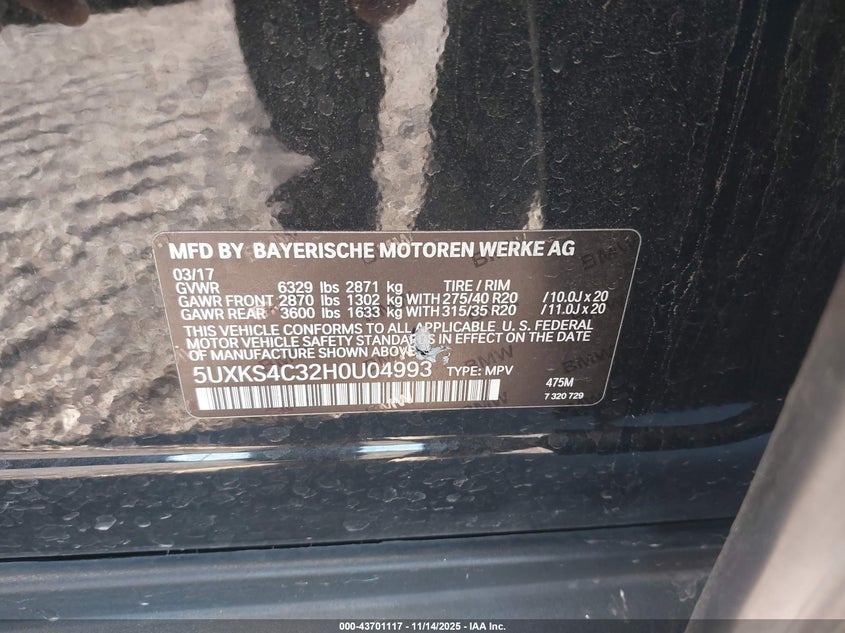 MFD BY BAYERISCHE MOTOREN WERKE AG
03/17
GVWR 6329 lbs 2871 kg TIRE / RIM
GAWR FRONT 2870 lbs 1302 kg WITH 275/40 R20 / 10.0J x 20
GAWR REAR 3600 lbs 1633 kg WITH 315/35 R20 / 11.0J x 20
THIS VEHICLE CONFORMS TO ALL APPLICABLE U. S. FEDERAL
MOTOR VEHICLE SAFETY STANDARDS IN EFFECT ON THE DATE
OF MANUFACTURE SHOWN ABOVE
5UXKS4C32H0U04993 TYPE: MPV 475M
7 320 729
000-43701117 - 11/14/2025 - IAA Inc.